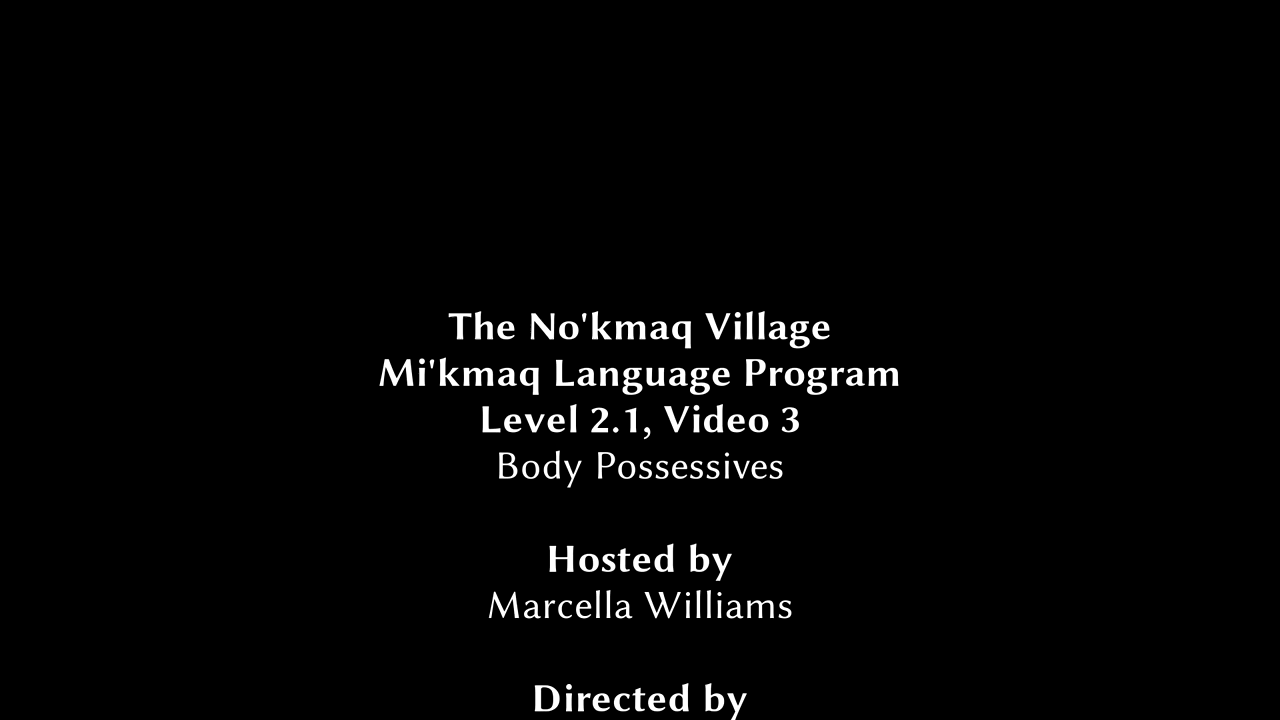 The No'kmaq Village
Mi'kmaq Language Program
Level 2.1, Video 3
Body Possessives
Hosted by
Marcella Williams
Directed by